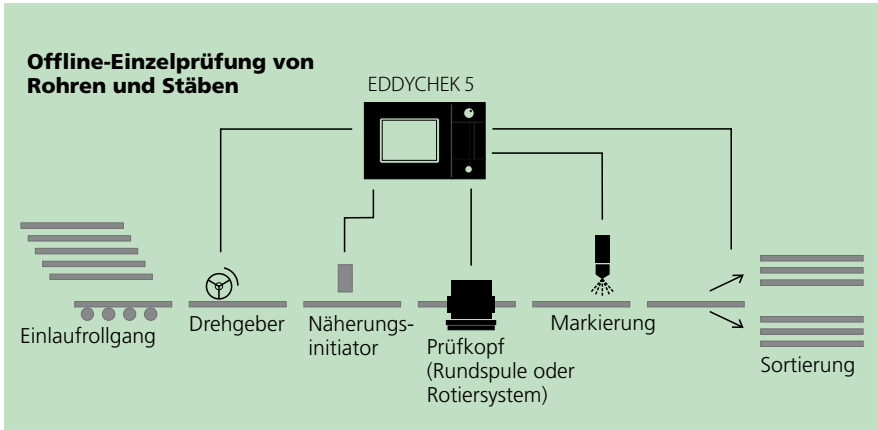 Offline-Einzelprüfung von
Rohren und Stäben
EDDYCHEK 5
Einlaufrollgang
Drehgeber
Näherungs-
initiator
Prüfkopf
(Rundspule oder
Rotiersystem)
Markierung
Sortierung